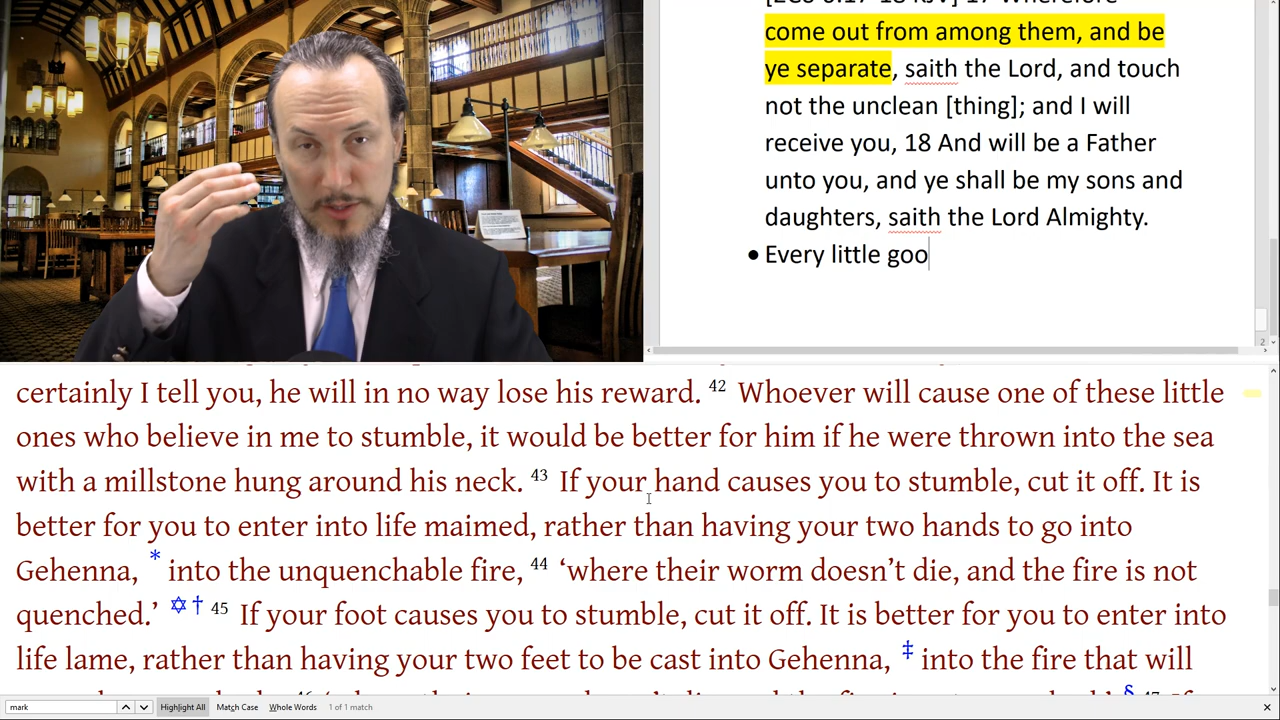 [2Co 6:17-18 KJV] 17 Wherefore
come out from among them, and be
ye separate, saith the Lord, and touch
not the unclean [thing]; and I will
receive you, 18 And will be a Father
unto you, and ye shall be my sons and
daughters, saith the Lord Almighty.
● Every little goo
2
certainly I tell you, he will in no way lose his reward. 42 Whoever will cause one of these little
ones who believe in me to stumble, it would be better for him if he were thrown into the sea
with a millstone hung around his neck. 43 If your hand causes you to stumble, cut it off. It is
better for you to enter into life maimed, rather than having your two hands to go into
Gehenna, * into the unquenchable fire, 44 ‘where their worm doesn’t die, and the fire is not
quenched.’ ✡ † 45 If your foot causes you to stumble, cut it off. It is better for you to enter into
life lame, rather than having your two feet to be cast into Gehenna, ‡ into the fire that will
mark Highlight All Match Case Whole Words 1 of 1 match